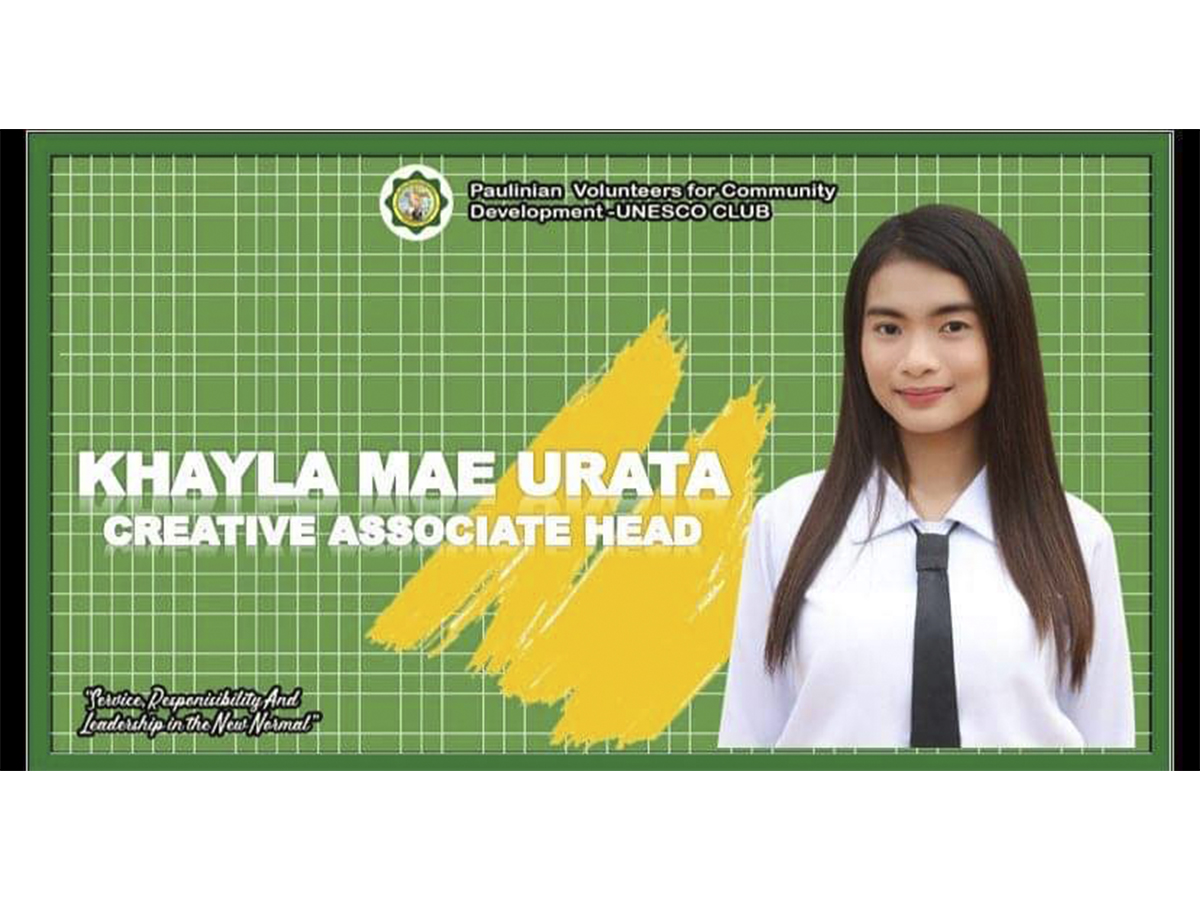 Paulinian Volunteers for Community
Development -UNESCO CLUB
KHAYLA MAE URATA
CREATIVE ASSOCIATE HEAD
"Service, Responisibility And
Leadership in the New Normal"